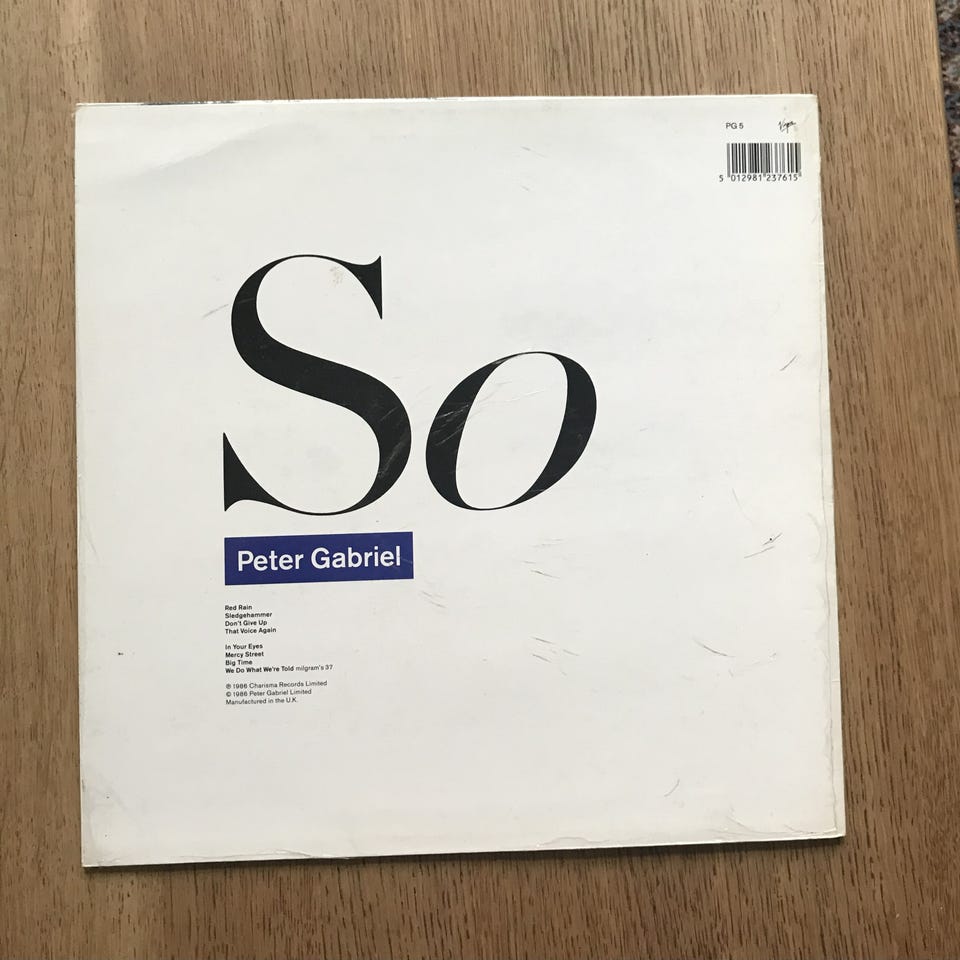 PG 5 Virgin
5 012981 237615
So
Peter Gabriel
Red Rain
Sledgehammer
Don't Give Up
That Voice Again
In Your Eyes
Mercy Street
Big Time
We Do What We're Told milgram's 37
℗ 1986 Charisma Records Limited
© 1986 Peter Gabriel Limited
Manufactured in the U.K.